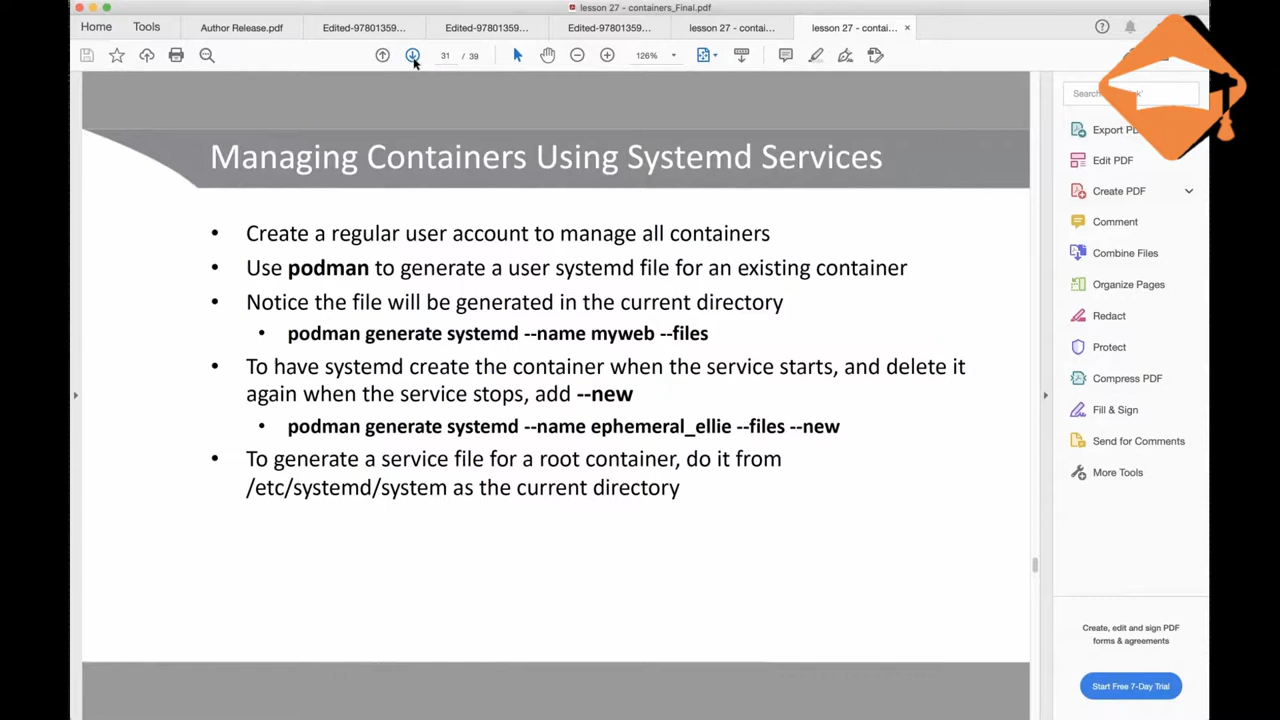 lesson 27 - containers_Final.pdf
Home
Tools
Author Release.pdf
Edited-97801359...
Edited-97801359...
Edited-97801359...
lesson 27 - contai...
lesson 27 - contai...
31 / 39
126%
Managing Containers Using Systemd Services
• Create a regular user account to manage all containers
• Use podman to generate a user systemd file for an existing container
• Notice the file will be generated in the current directory
• podman generate systemd --name myweb --files
• To have systemd create the container when the service starts, and delete it
again when the service stops, add --new
• podman generate systemd --name ephemeral_ellie --files --new
• To generate a service file for a root container, do it from
/etc/systemd/system as the current directory
Export
Edit PDF
Create PDF
Comment
Combine Files
Organize Pages
Redact
Protect
Compress PDF
Fill & Sign
Send for Comments
More Tools
Create, edit and sign PDF
forms & agreements
Start Free 7-Day Trial